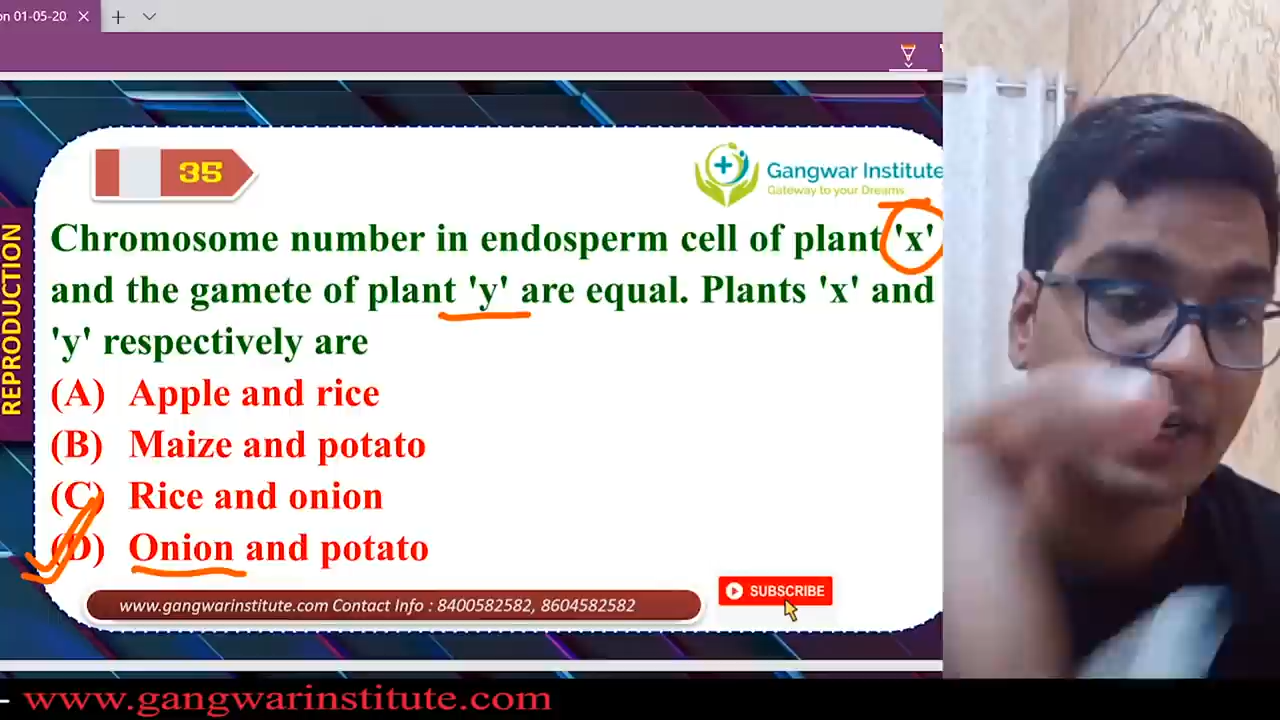 on 01-05-20
35
Gangwar Institute
Gateway to your Dreams
REPRODUCTION
Chromosome number in endosperm cell of plant 'x'
and the gamete of plant 'y' are equal. Plants 'x' and
'y' respectively are
(A) Apple and rice
(B) Maize and potato
(C) Rice and onion
(D) Onion and potato
www.gangwarinstitute.com Contact Info : 8400582582, 8604582582
SUBSCRIBE
- www.gangwarinstitute.com